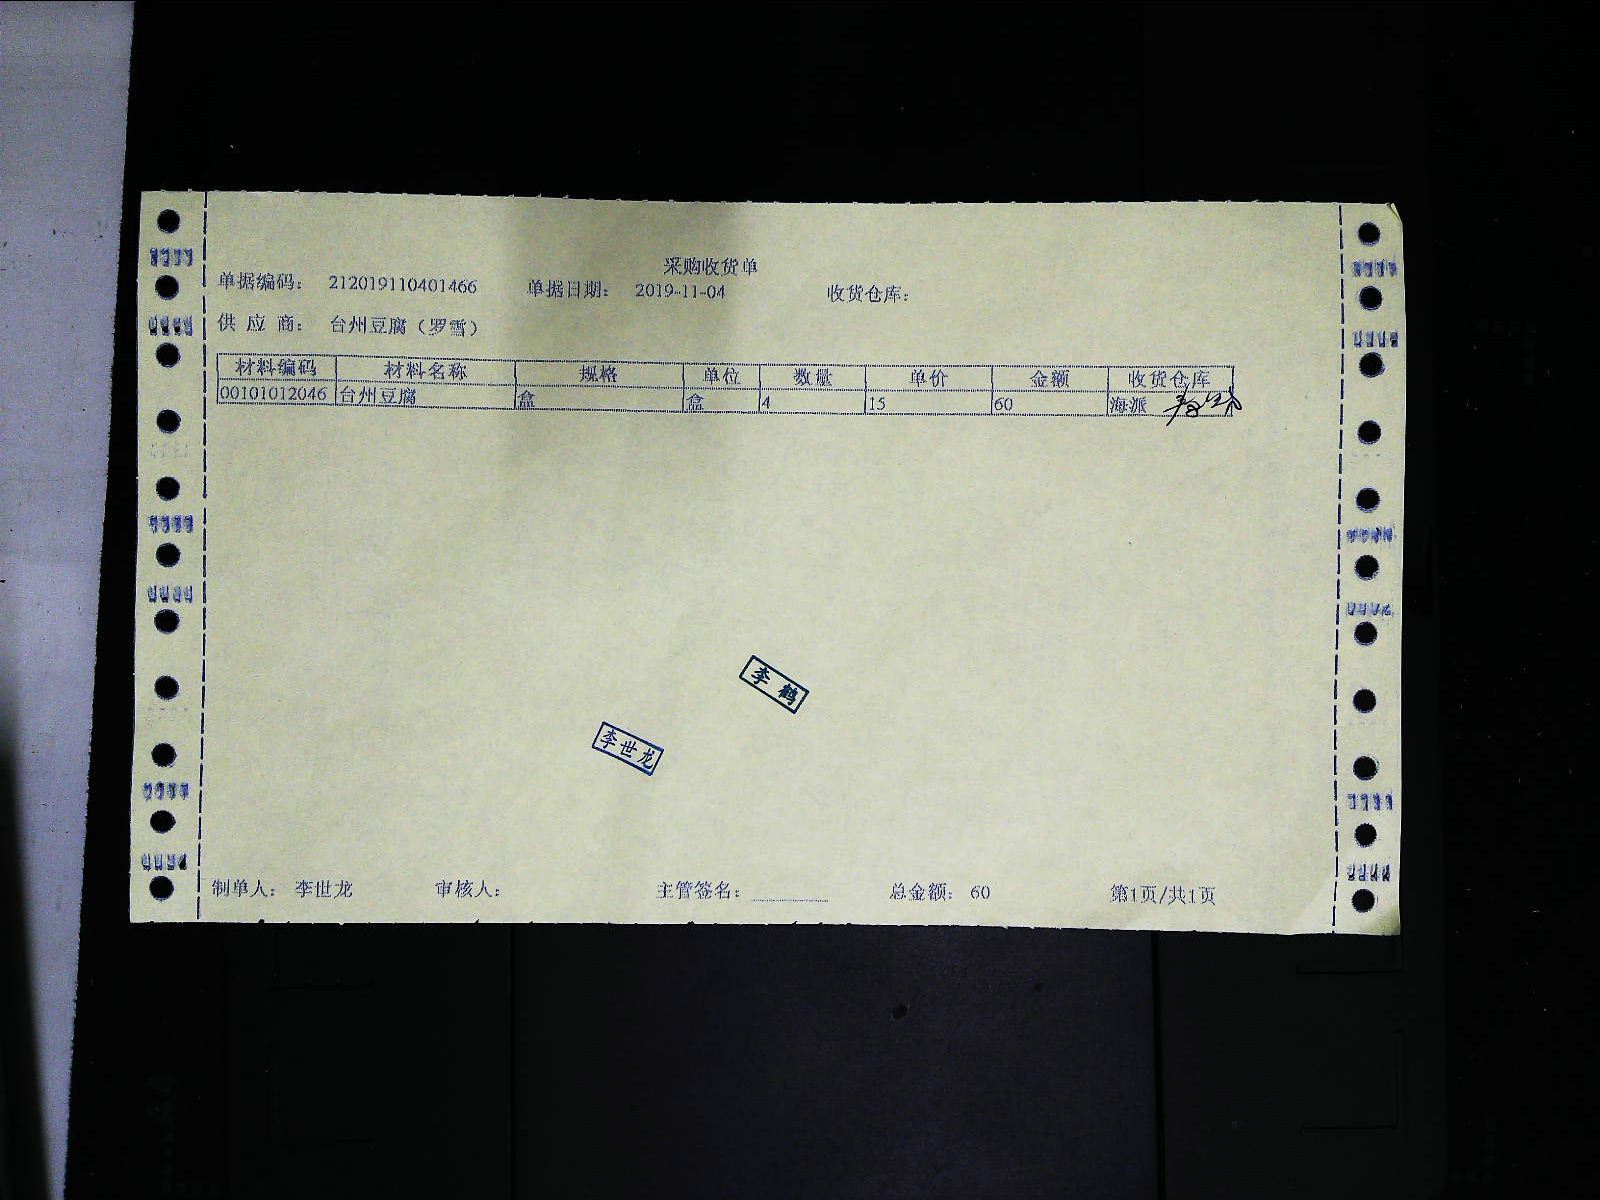 采购收货单
单据编码： 212019110401466 单据日期： 2019-11-04 收货仓库：
供 应 商： 台州豆腐（罗雪）
材料编码 材料名称 规格 单位 数量 单价 金额 收货仓库
00101012046 台州豆腐 盒 盒 4 15 60 海派
李 鹤
李世龙
制单人： 李世龙 审核人： 主管签名： 总金额： 60 第1页/共1页